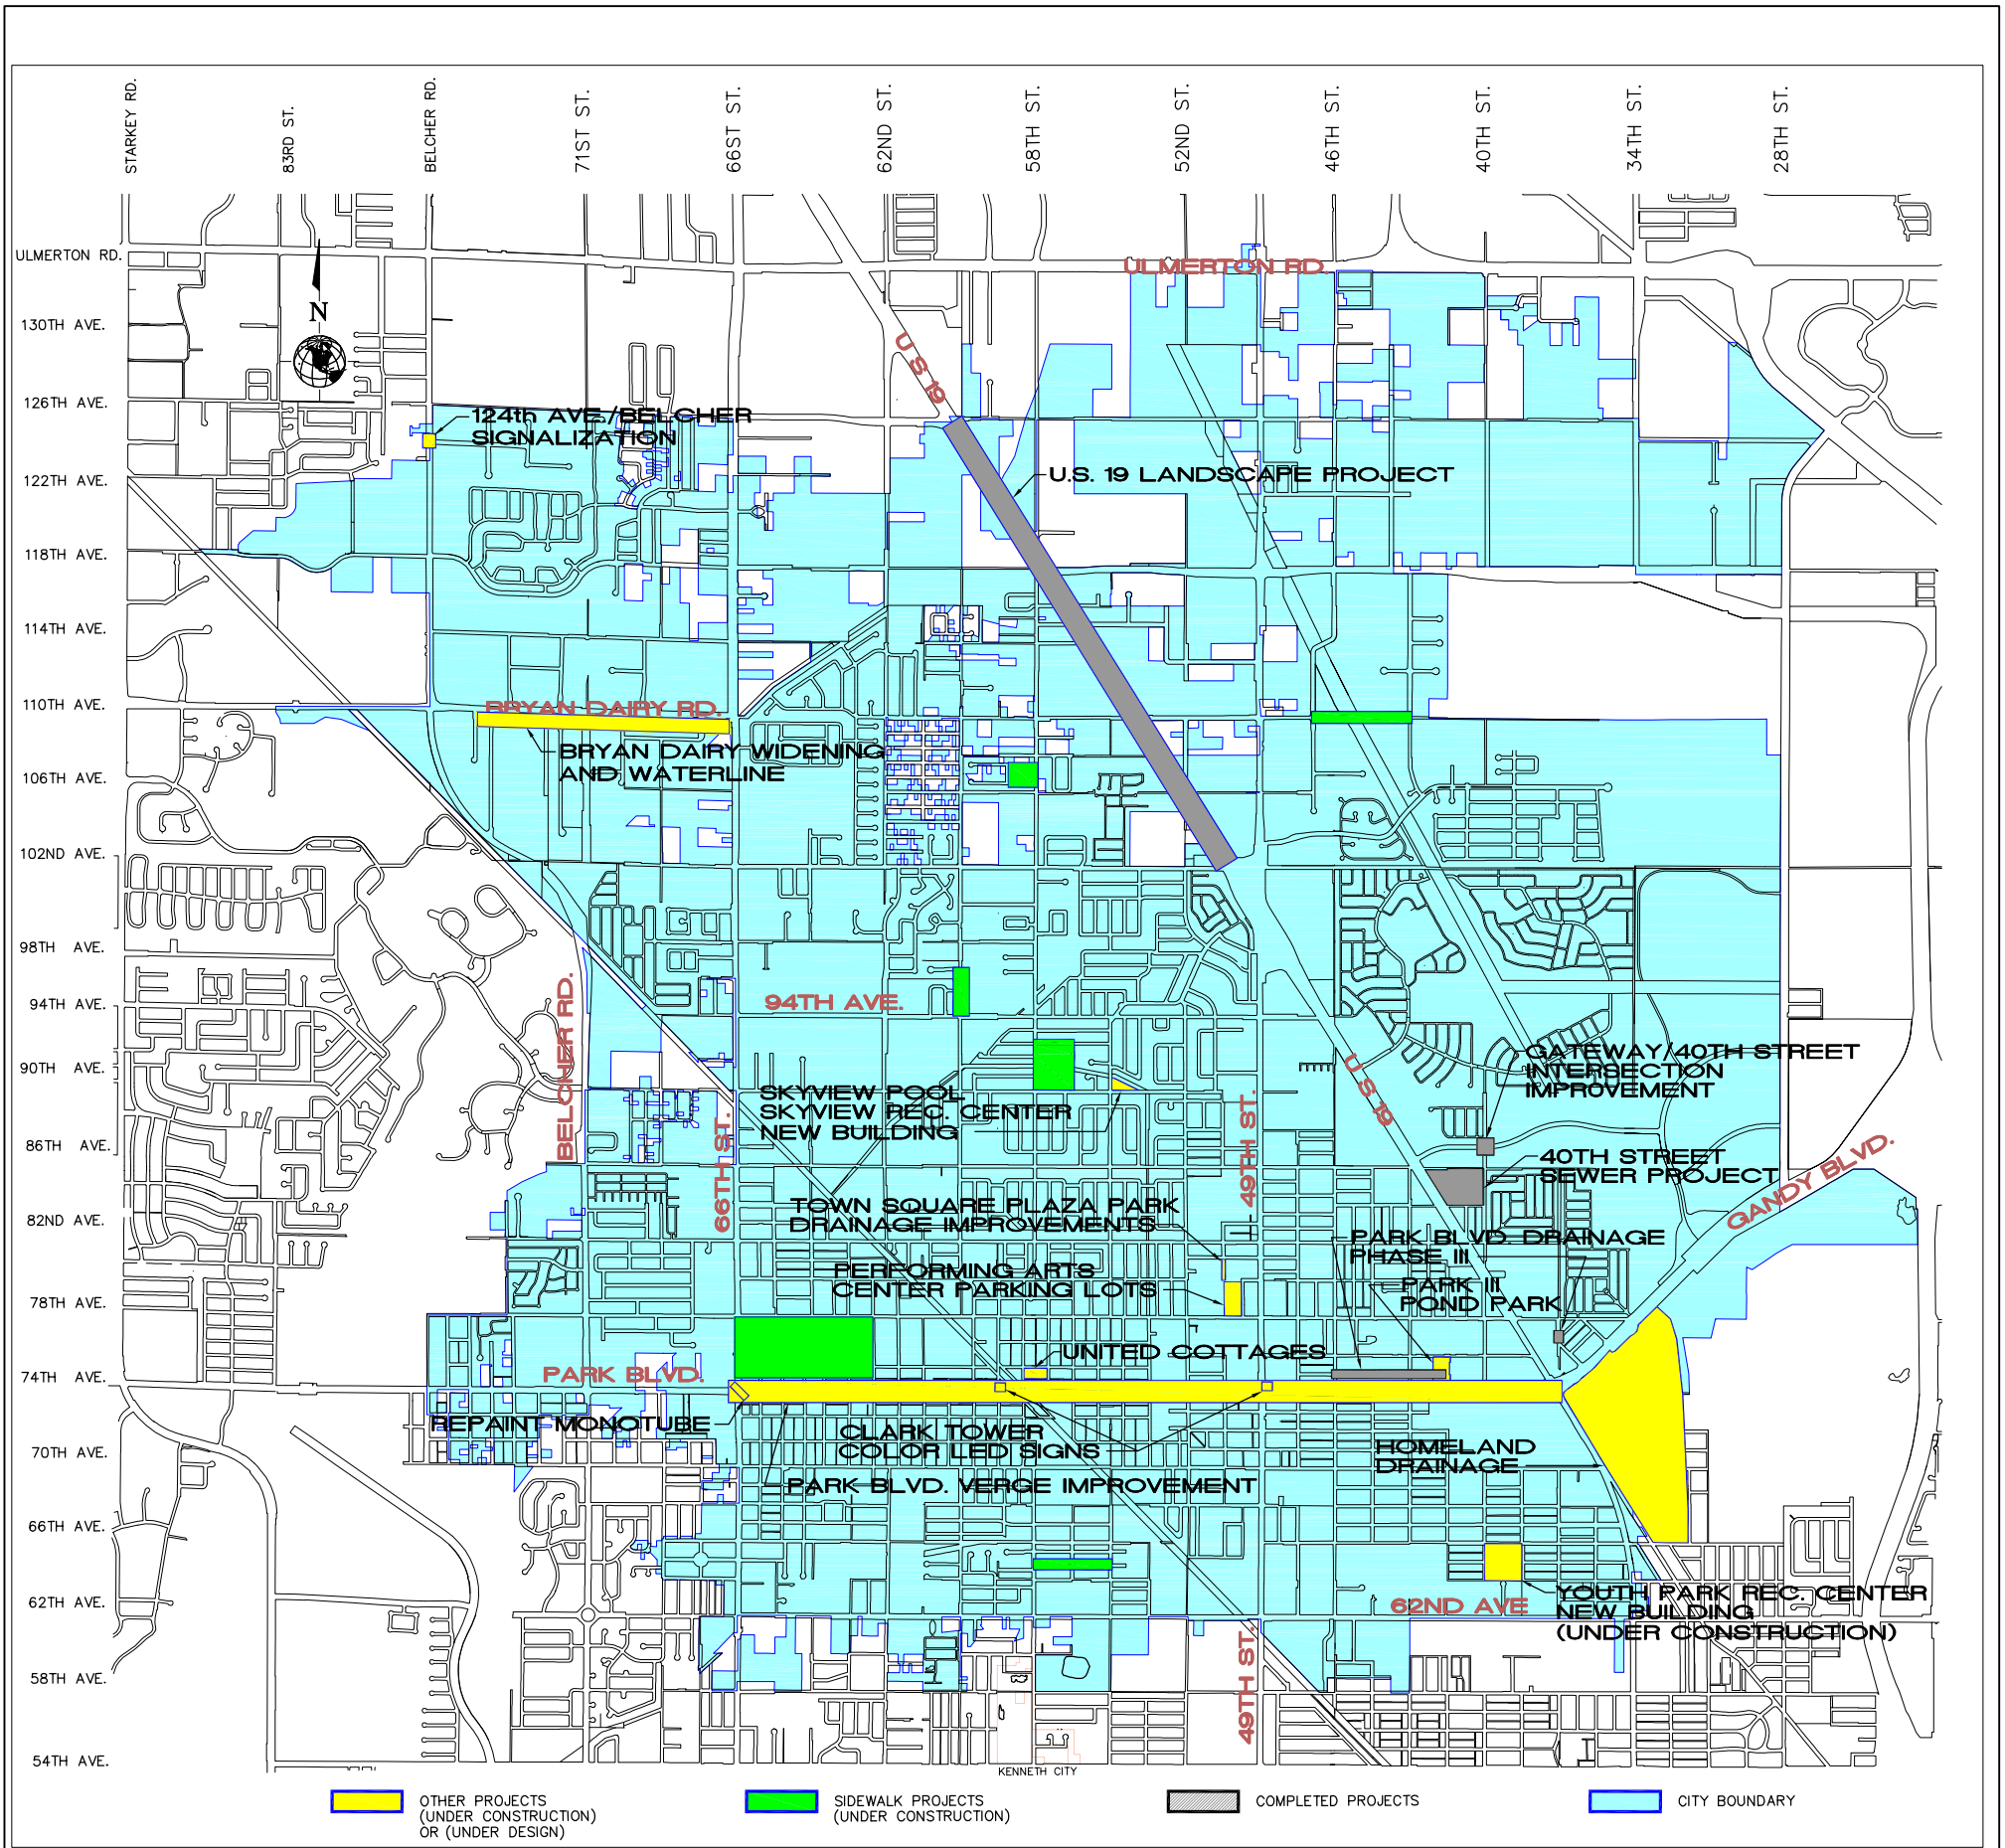 STARKEY RD.
83RD ST.
BELCHER RD.
71ST ST.
66ST ST.
62ND ST.
58TH ST.
52ND ST.
46TH ST.
40TH ST.
34TH ST.
28TH ST.
ULMERTON RD.
130TH AVE.
126TH AVE.
122TH AVE.
118TH AVE.
114TH AVE.
110TH AVE.
106TH AVE.
102ND AVE.
98TH AVE.
94TH AVE.
90TH AVE.
86TH AVE.
82ND AVE.
78TH AVE.
74TH AVE.
70TH AVE.
66TH AVE.
62TH AVE.
58TH AVE.
54TH AVE.
N
ULMERTON RD.
U S 19
124th AVE./BELCHER
SIGNALIZATION
U.S. 19 LANDSCAPE PROJECT
BRYAN DAIRY RD.
BRYAN DAIRY WIDENING
AND WATERLINE
BELCHER RD.
94TH AVE.
U S 19
GATEWAY/40TH STREET
INTERSECTION
IMPROVEMENT
SKYVIEW POOL
SKYVIEW REC. CENTER
NEW BUILDING
66TH ST.
49TH ST.
40TH STREET
SEWER PROJECT
GANDY BLVD.
TOWN SQUARE PLAZA PARK
DRAINAGE IMPROVEMENTS
PARK BLVD. DRAINAGE
PHASE III
PERFORMING ARTS
CENTER PARKING LOTS
PARK III
POND PARK
UNITED COTTAGES
PARK BLVD.
REPAINT MONOTUBE
CLARK TOWER
COLOR LED SIGNS
HOMELAND
DRAINAGE
PARK BLVD. VERGE IMPROVEMENT
YOUTH PARK REC. CENTER
NEW BUILDING
(UNDER CONSTRUCTION)
62ND AVE
49TH ST.
KENNETH CITY
OTHER PROJECTS
(UNDER CONSTRUCTION)
OR (UNDER DESIGN)
SIDEWALK PROJECTS
(UNDER CONSTRUCTION)
COMPLETED PROJECTS
CITY BOUNDARY